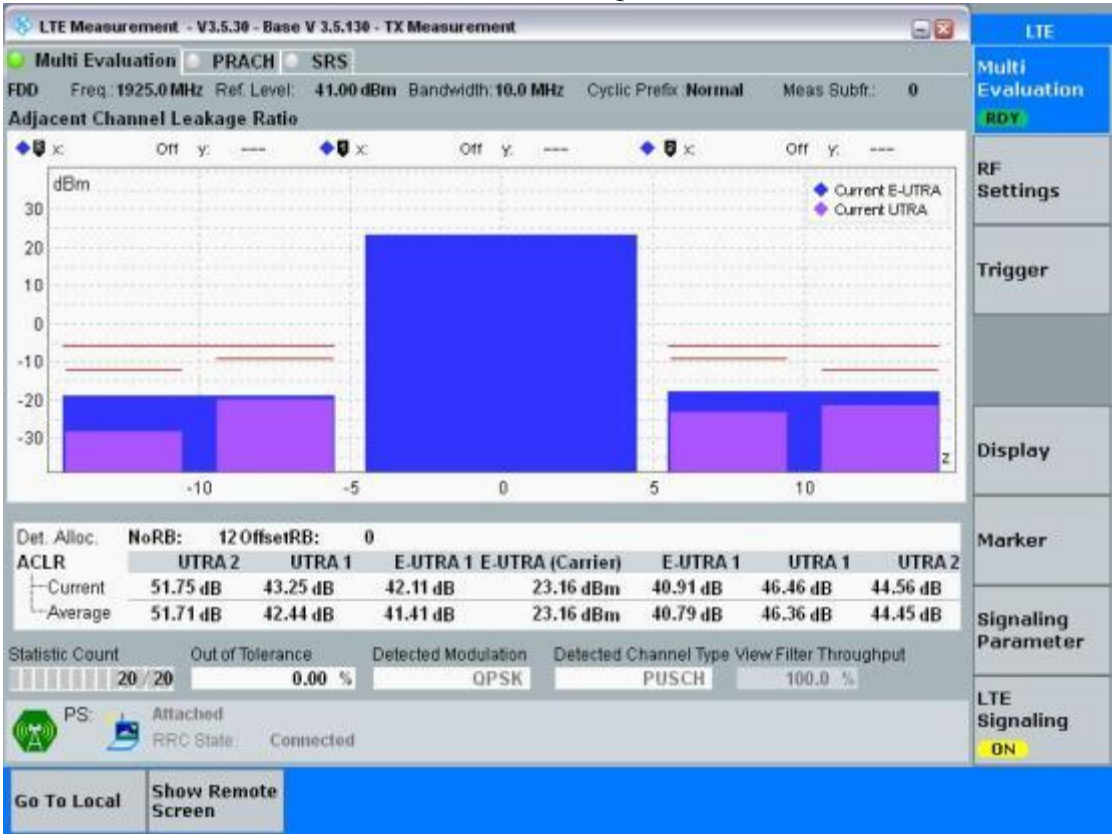 LTE Measurement - V3.5.30 - Base V 3.5.130 - TX Measurement
LTE
Multi Evaluation PRACH SRS
FDD Freq.: 1925.0 MHz Ref. Level: 41.00 dBm Bandwidth: 10.0 MHz Cyclic Prefix: Normal Meas Subfr.: 0
Adjacent Channel Leakage Ratio
x: Off y: --- x: Off y: --- x: Off y: ---
dBm
Current E-UTRA
Current UTRA
30
20
10
0
-10
-20
-30
z
-10 -5 0 5 10
Det. Alloc. NoRB: 12 OffsetRB: 0
ACLR UTRA 2 UTRA 1 E-UTRA 1 E-UTRA (Carrier) E-UTRA 1 UTRA 1 UTRA 2
Current 51.75 dB 43.25 dB 42.11 dB 23.16 dBm 40.91 dB 46.46 dB 44.56 dB
Average 51.71 dB 42.44 dB 41.41 dB 23.16 dBm 40.79 dB 46.36 dB 44.45 dB
Statistic Count Out of Tolerance Detected Modulation Detected Channel Type View Filter Throughput
20 / 20 0.00 % QPSK PUSCH 100.0 %
PS: Attached
RRC State: Connected
Go To Local
Show Remote
Screen
Multi
Evaluation
RDY
RF
Settings
Trigger
Display
Marker
Signaling
Parameter
LTE
Signaling
ON